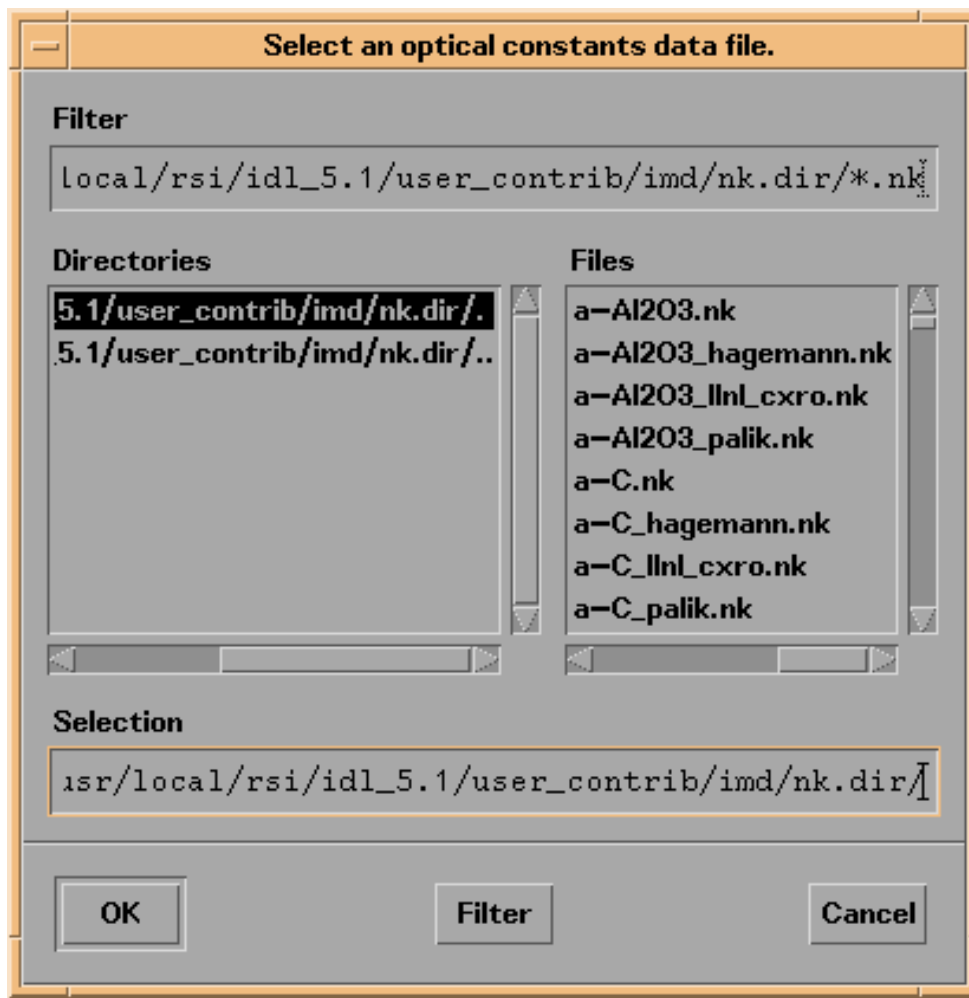 Select an optical constants data file.
Filter
local/rsi/idl_5.1/user_contrib/imd/nk.dir/*.nk
Directories
5.1/user_contrib/imd/nk.dir/.
.5.1/user_contrib/imd/nk.dir/..
Files
a-Al2O3.nk
a-Al2O3_hagemann.nk
a-Al2O3_llnl_cxro.nk
a-Al2O3_palik.nk
a-C.nk
a-C_hagemann.nk
a-C_llnl_cxro.nk
a-C_palik.nk
Selection
usr/local/rsi/idl_5.1/user_contrib/imd/nk.dir/
OK
Filter
Cancel